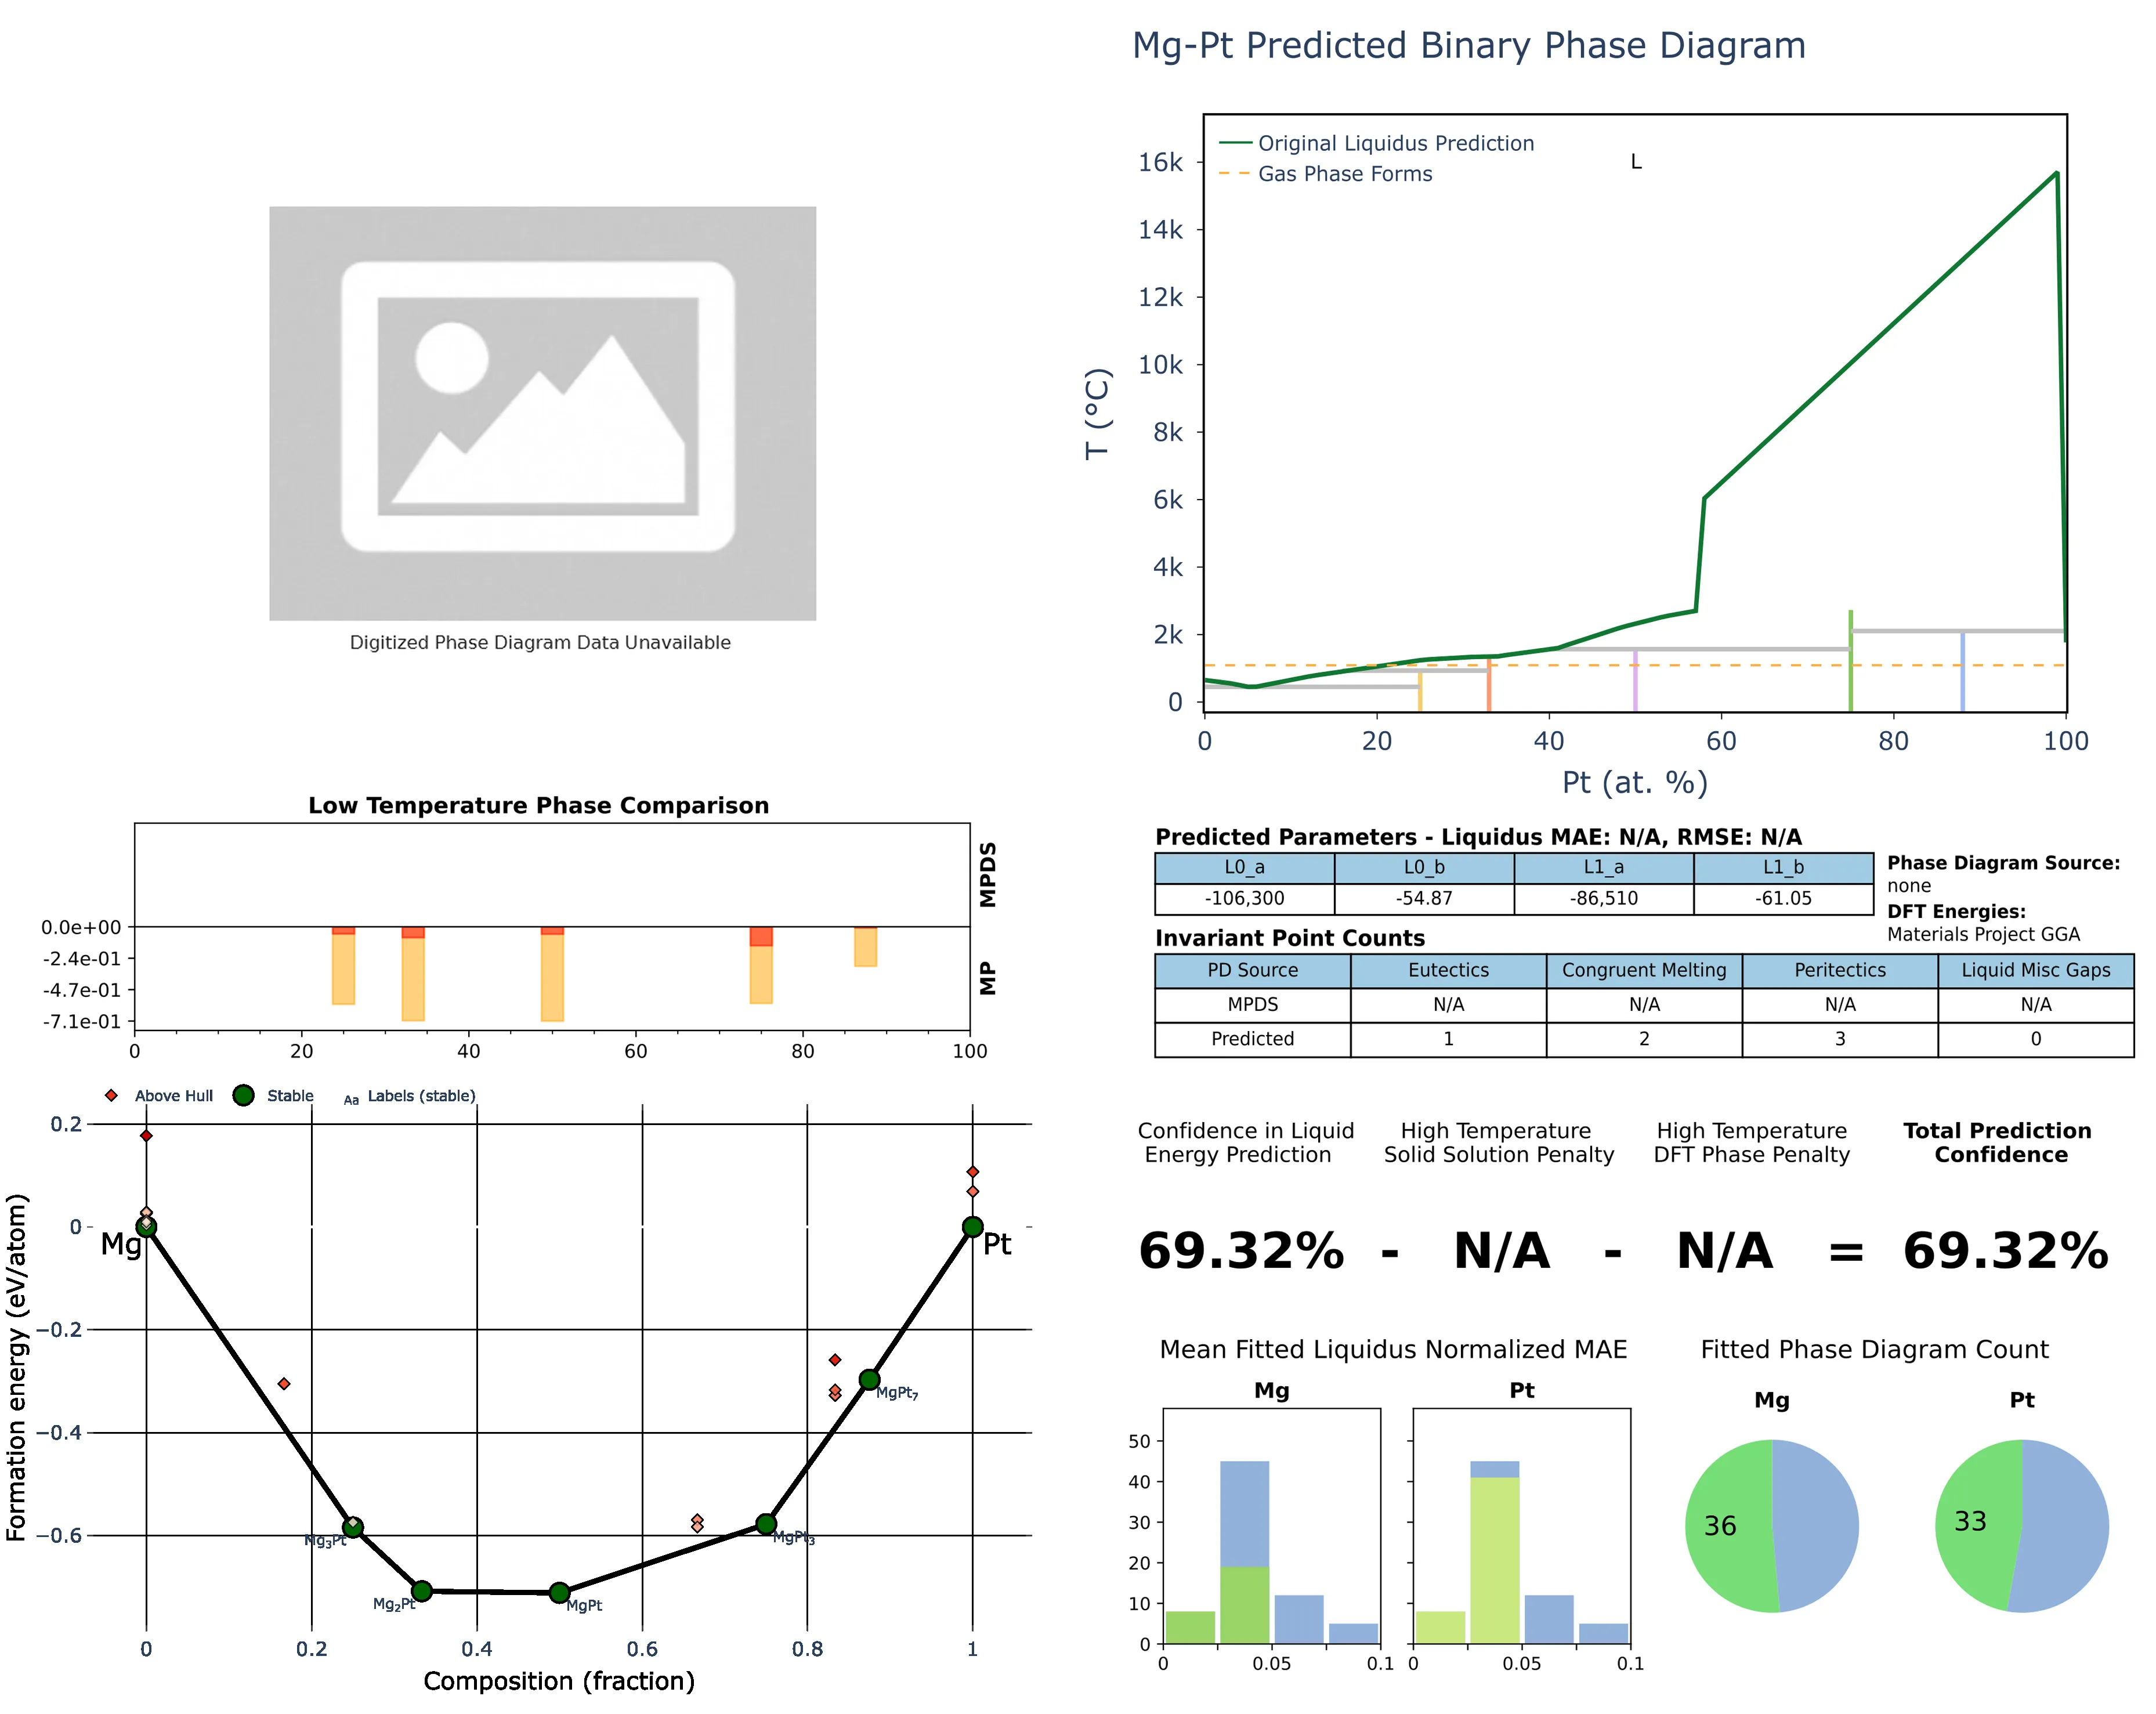 Mg-Pt Predicted Binary Phase Diagram
Original Liquidus Prediction
Gas Phase Forms
L
16k
14k
12k
10k
8k
6k
4k
2k
0
T (°C)
0 20 40 60 80 100
Pt (at. %)
Digitized Phase Diagram Data Unavailable
Low Temperature Phase Comparison
MPDS
MP
0.0e+00
-2.4e-01
-4.7e-01
-7.1e-01
0 20 40 60 80 100
Predicted Parameters - Liquidus MAE: N/A, RMSE: N/A
L0_a L0_b L1_a L1_b
-106,300 -54.87 -86,510 -61.05
Phase Diagram Source:
none
DFT Energies:
Materials Project GGA
Invariant Point Counts
PD Source Eutectics Congruent Melting Peritectics Liquid Misc Gaps
MPDS N/A N/A N/A N/A
Predicted 1 2 3 0
Above Hull Stable Aa Labels (stable)
0.2
0
−0.2
−0.4
−0.6
Formation energy (eV/atom)
Mg
Pt
MgPt₇
Mg₃Pt
MgPt₃
Mg₂Pt
MgPt
0 0.2 0.4 0.6 0.8 1
Composition (fraction)
Confidence in Liquid
Energy Prediction
High Temperature
Solid Solution Penalty
High Temperature
DFT Phase Penalty
Total Prediction
Confidence
69.32% - N/A - N/A = 69.32%
Mean Fitted Liquidus Normalized MAE
Mg
Pt
50
40
30
20
10
0
0 0.05 0.1
0 0.05 0.1
Fitted Phase Diagram Count
Mg
Pt
36
33